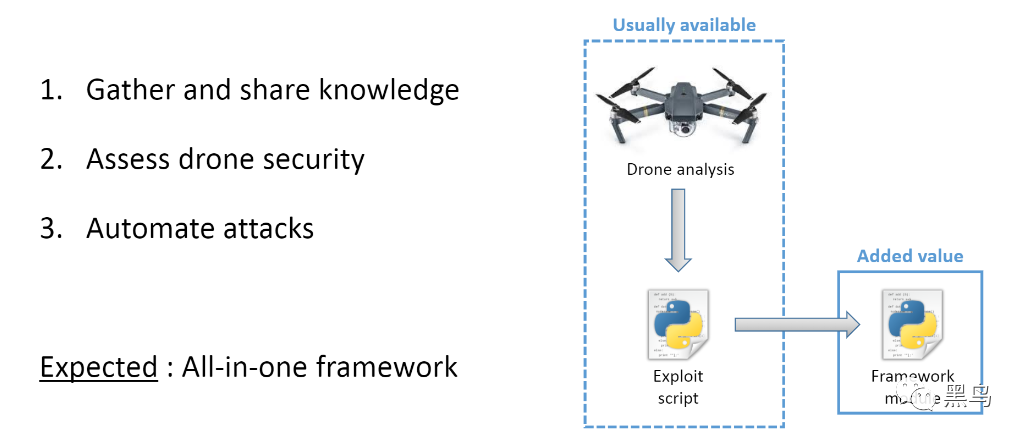 Usually available
1. Gather and share knowledge
2. Assess drone security
3. Automate attacks
Drone analysis
Added value
Expected : All-in-one framework
Exploit
script
Framework
module
黑鸟